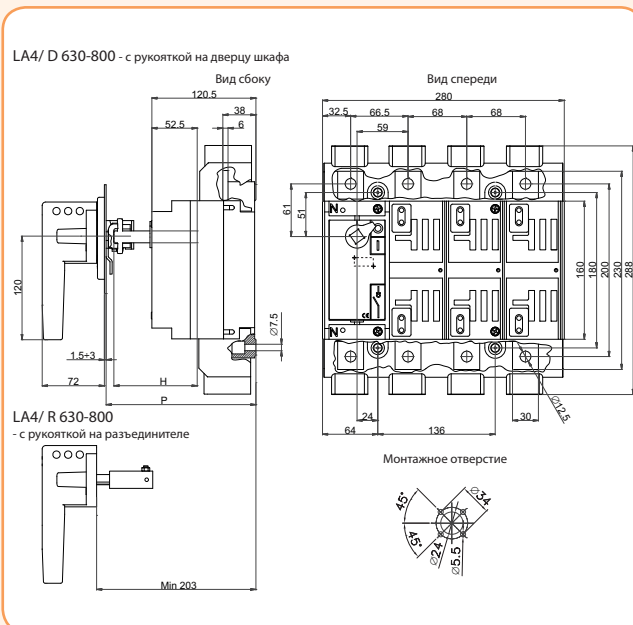 LA4/ D 630-800 - с рукояткой на дверцу шкафа
Вид сбоку
Вид спереди
120.5
280
38
32.5
66.5
68
68
52.5
6
59
61
51
N
120
160
180
200
230
288
CE
Ø7.5
N
1.5÷3
72
H
24
30
Ø12.5
P
64
136
LA4/ R 630-800
- с рукояткой на разъединителе
Монтажное отверстие
45°
45°
Ø34
Ø24
Ø5.5
Min 203